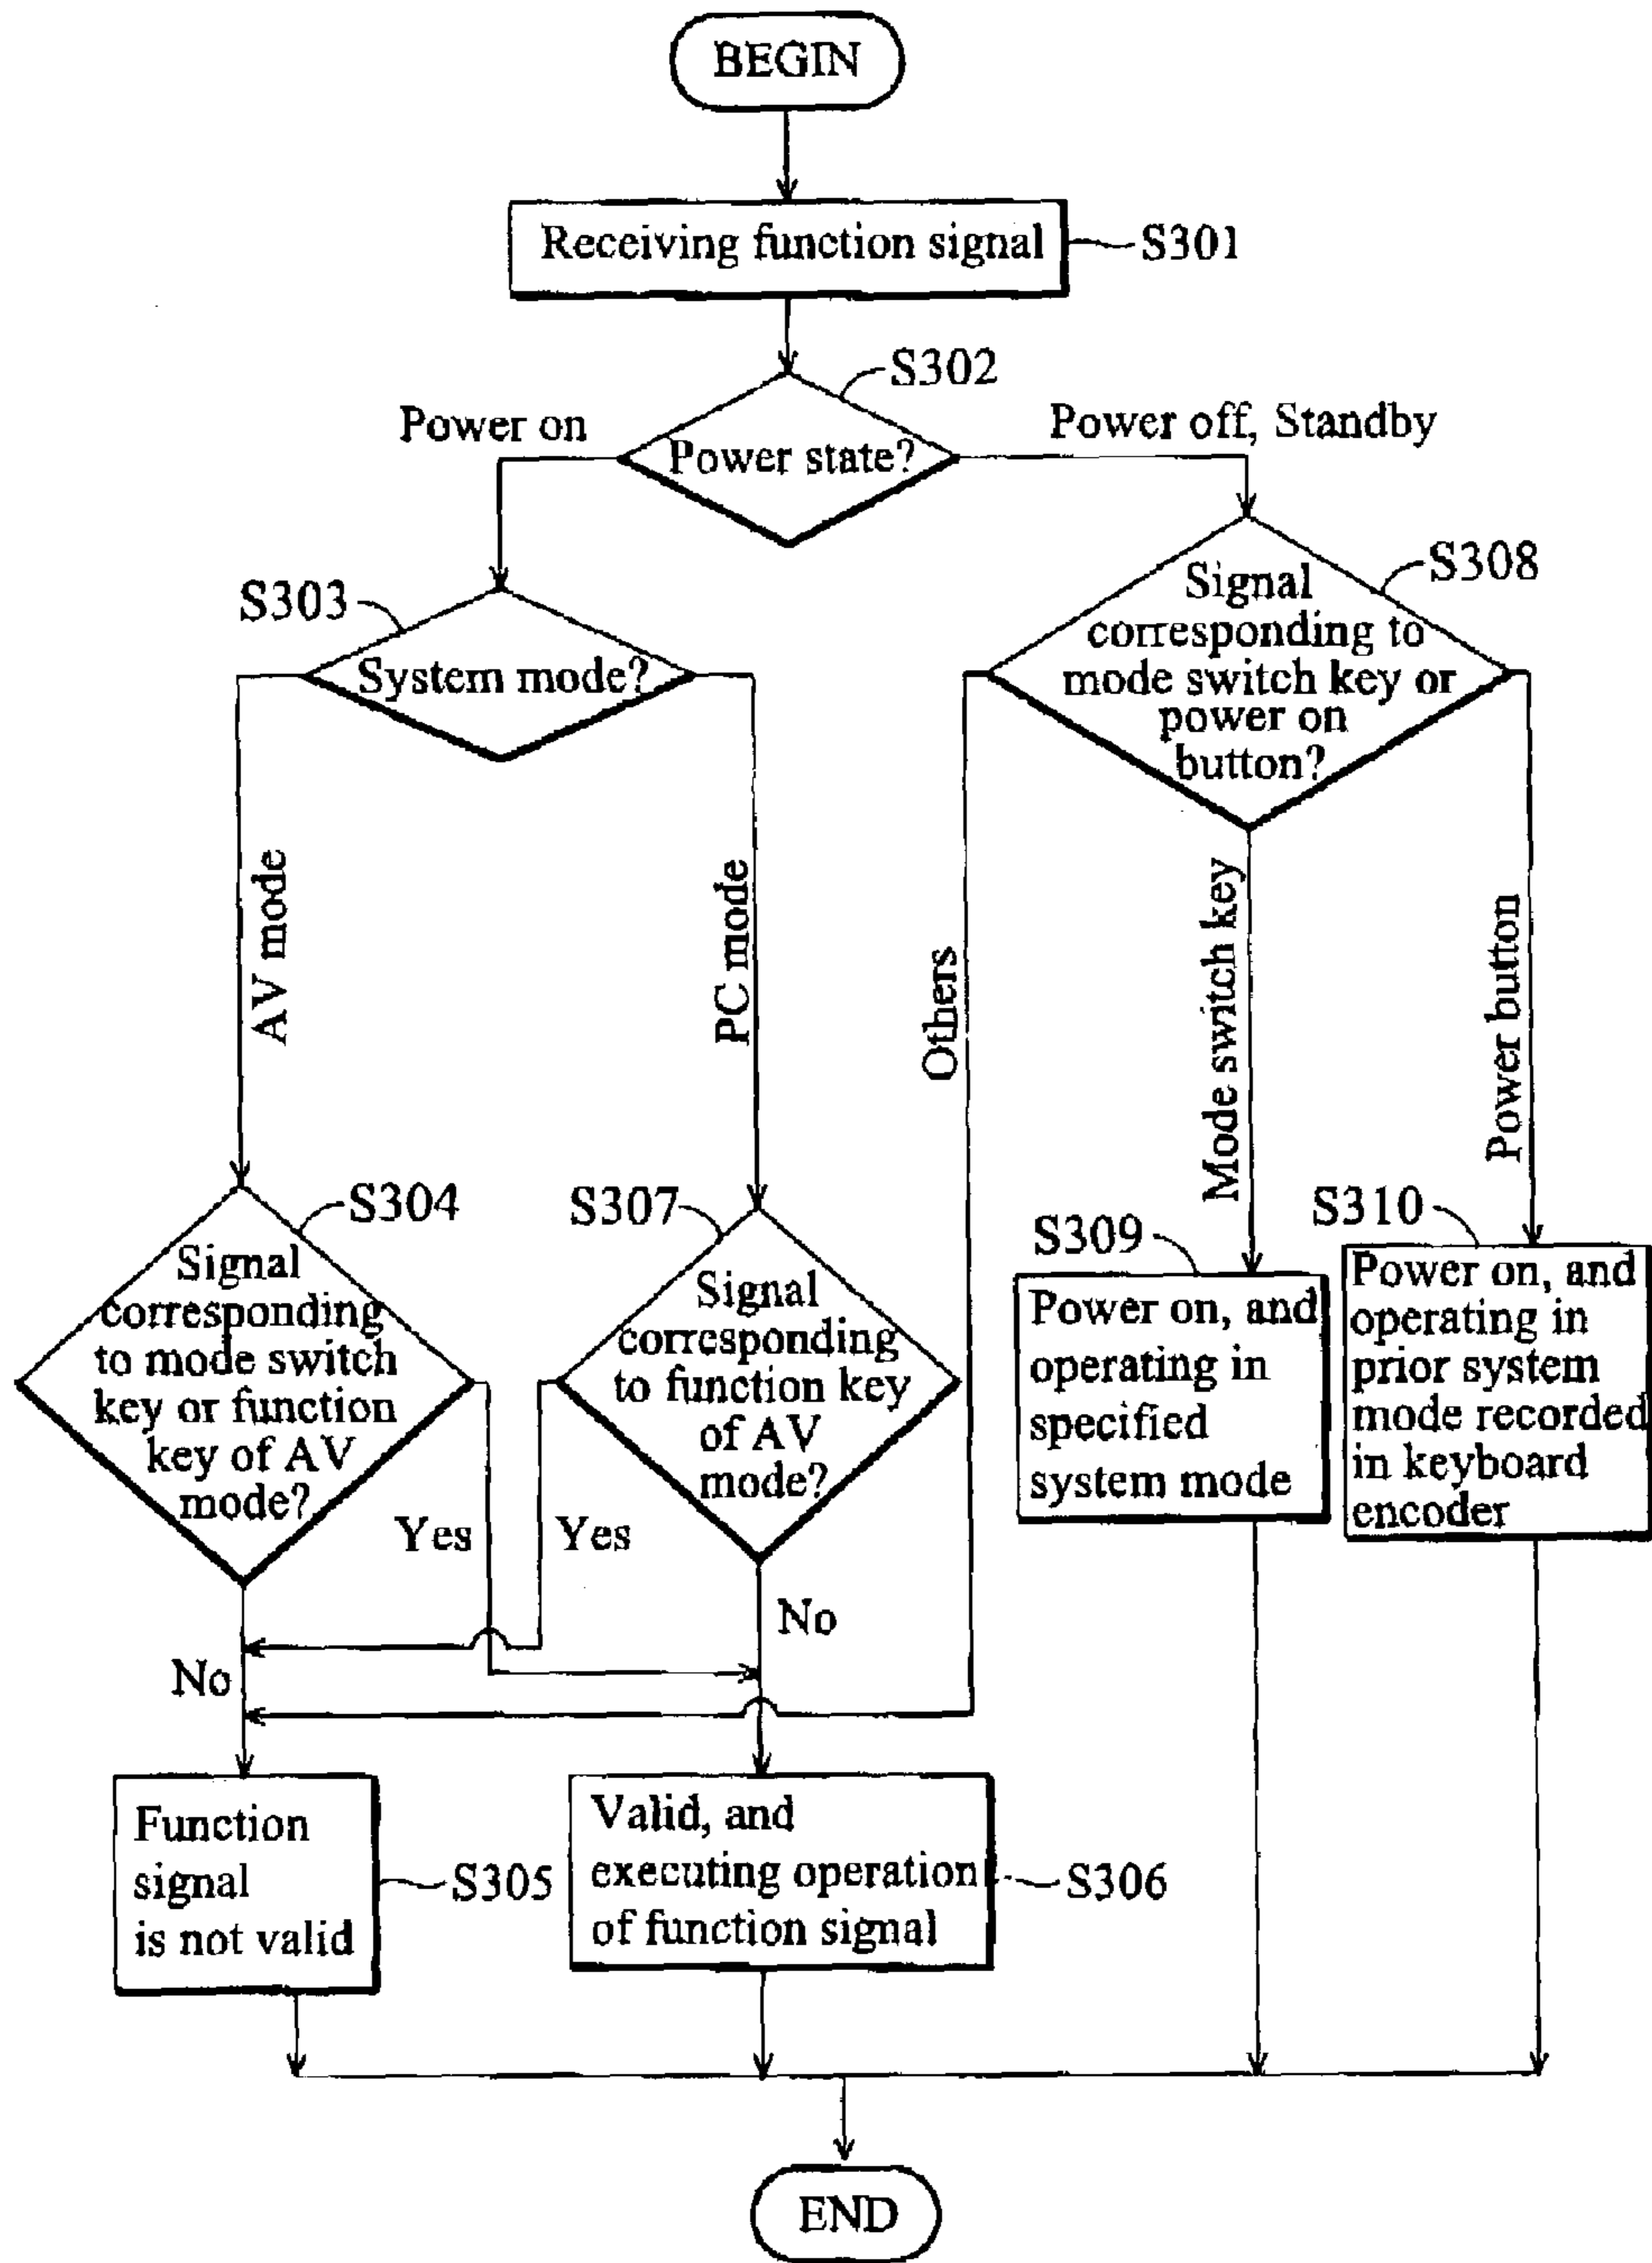 BEGIN
Receiving function signal
S301
S302
Power on
Power off, Standby
Power state?
S303
System mode?
S308
Signal
corresponding to
mode switch key or
power on
button?
AV mode
PC mode
Others
Mode switch key
Power button
S304
Signal
corresponding
to mode switch
key or function
key of AV
mode?
S307
Signal
corresponding
to function key
of AV
mode?
S309
Power on, and
operating in
specified
system mode
S310
Power on, and
operating in
prior system
mode recorded
in keyboard
encoder
Yes
Yes
No
No
Function
signal
is not valid
S305
Valid, and
executing operation
of function signal
S306
END